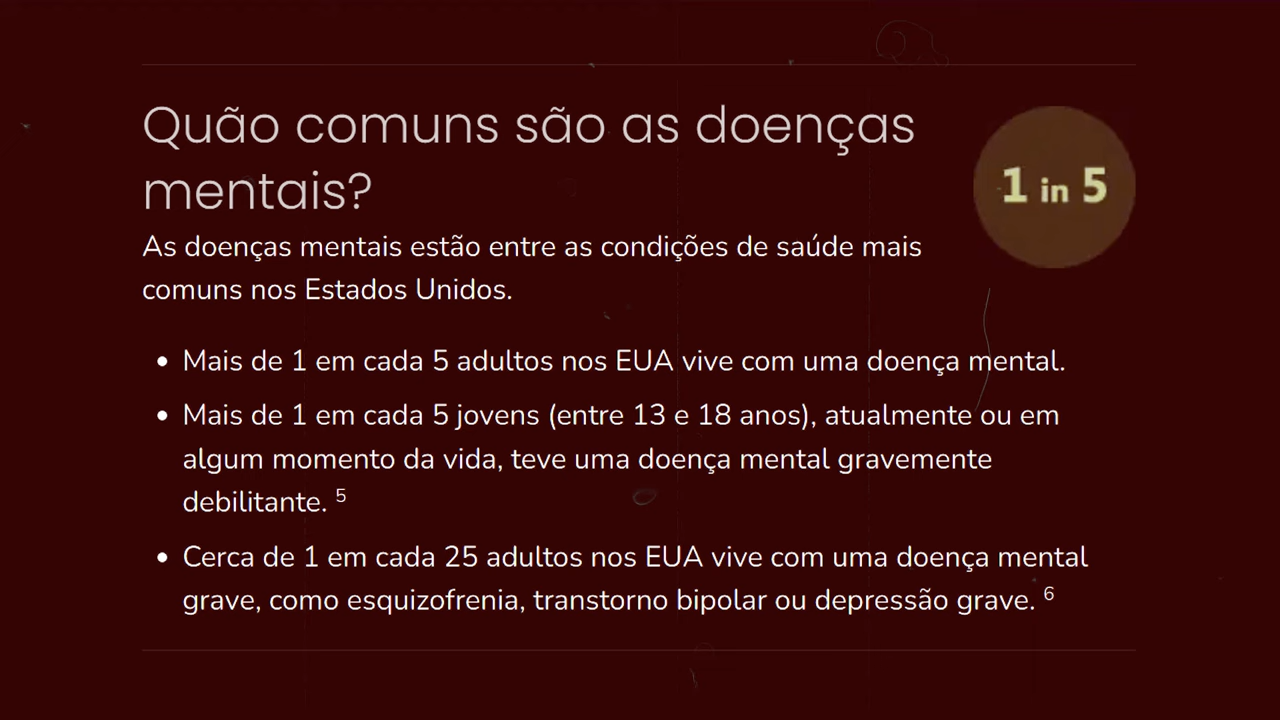 Quão comuns são as doenças
mentais?
1 in 5
As doenças mentais estão entre as condições de saúde mais
comuns nos Estados Unidos.
• Mais de 1 em cada 5 adultos nos EUA vive com uma doença mental.
• Mais de 1 em cada 5 jovens (entre 13 e 18 anos), atualmente ou em
algum momento da vida, teve uma doença mental gravemente
debilitante. 5
• Cerca de 1 em cada 25 adultos nos EUA vive com uma doença mental
grave, como esquizofrenia, transtorno bipolar ou depressão grave. 6